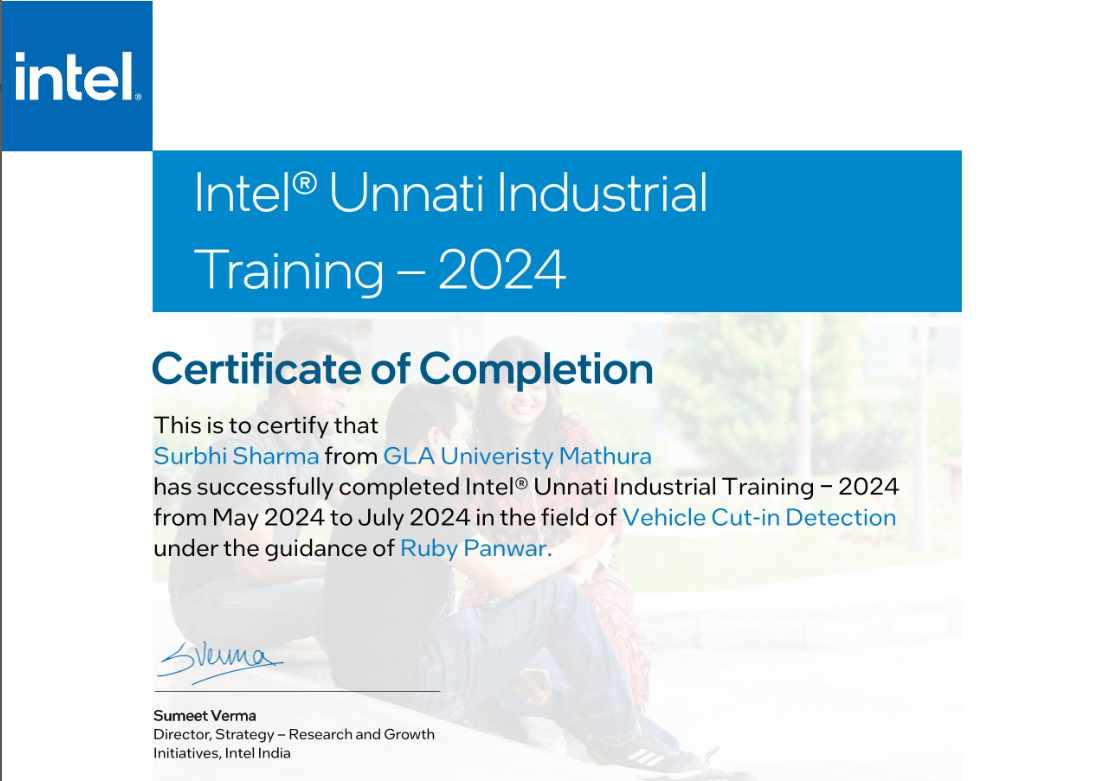 intel®
Intel® Unnati Industrial
Training – 2024
Certificate of Completion
This is to certify that
Surbhi Sharma from GLA Univeristy Mathura
has successfully completed Intel® Unnati Industrial Training – 2024
from May 2024 to July 2024 in the field of Vehicle Cut-in Detection
under the guidance of Ruby Panwar.
SVerma
Sumeet Verma
Director, Strategy – Research and Growth
Initiatives, Intel India